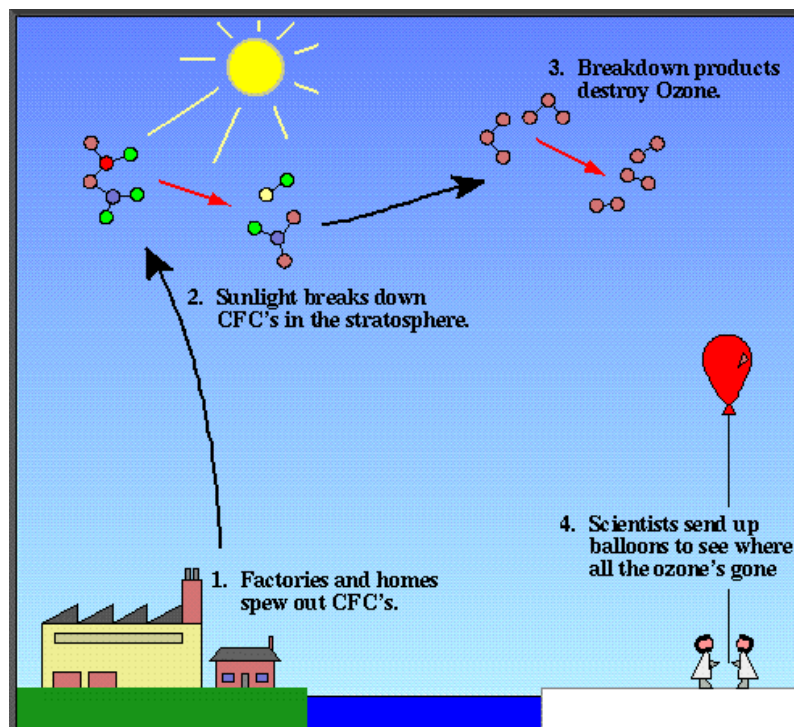 1. Factories and homes
spew out CFC's.
2. Sunlight breaks down
CFC's in the stratosphere.
3. Breakdown products
destroy Ozone.
4. Scientists send up
balloons to see where
all the ozone's gone